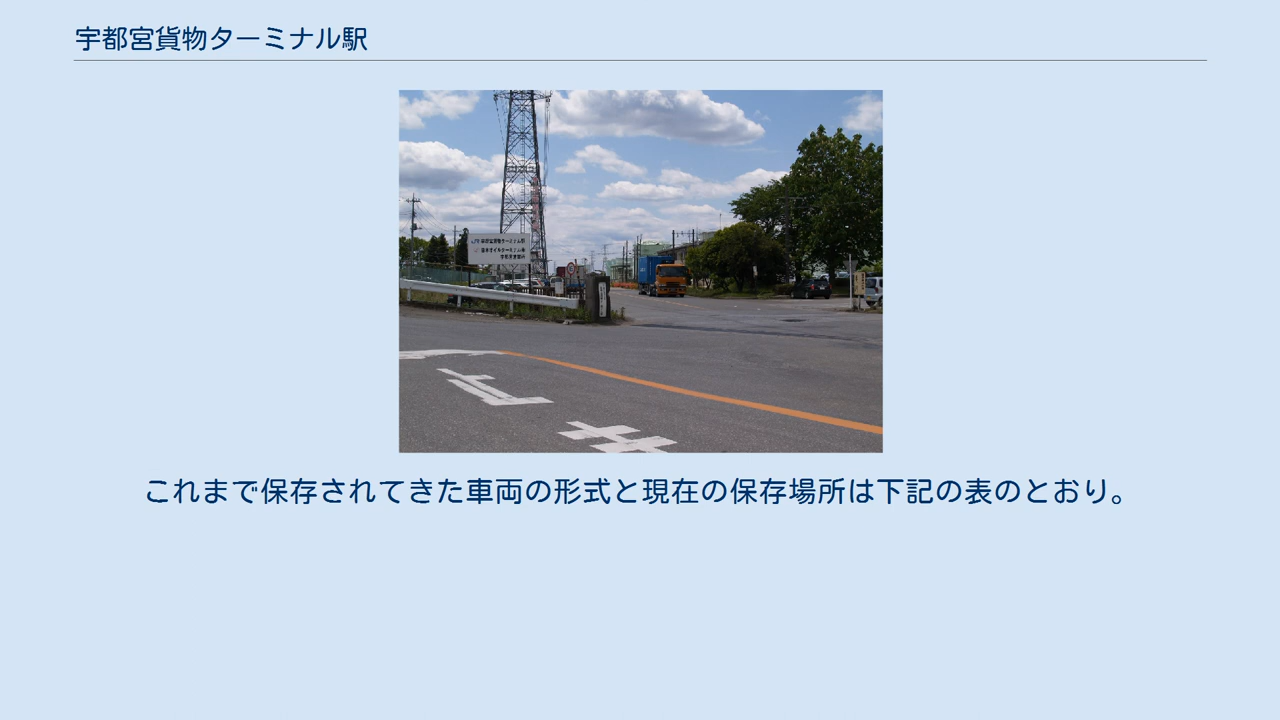 宇都宮貨物ターミナル駅
これまで保存されてきた車両の形式と現在の保存場所は下記の表のとおり。